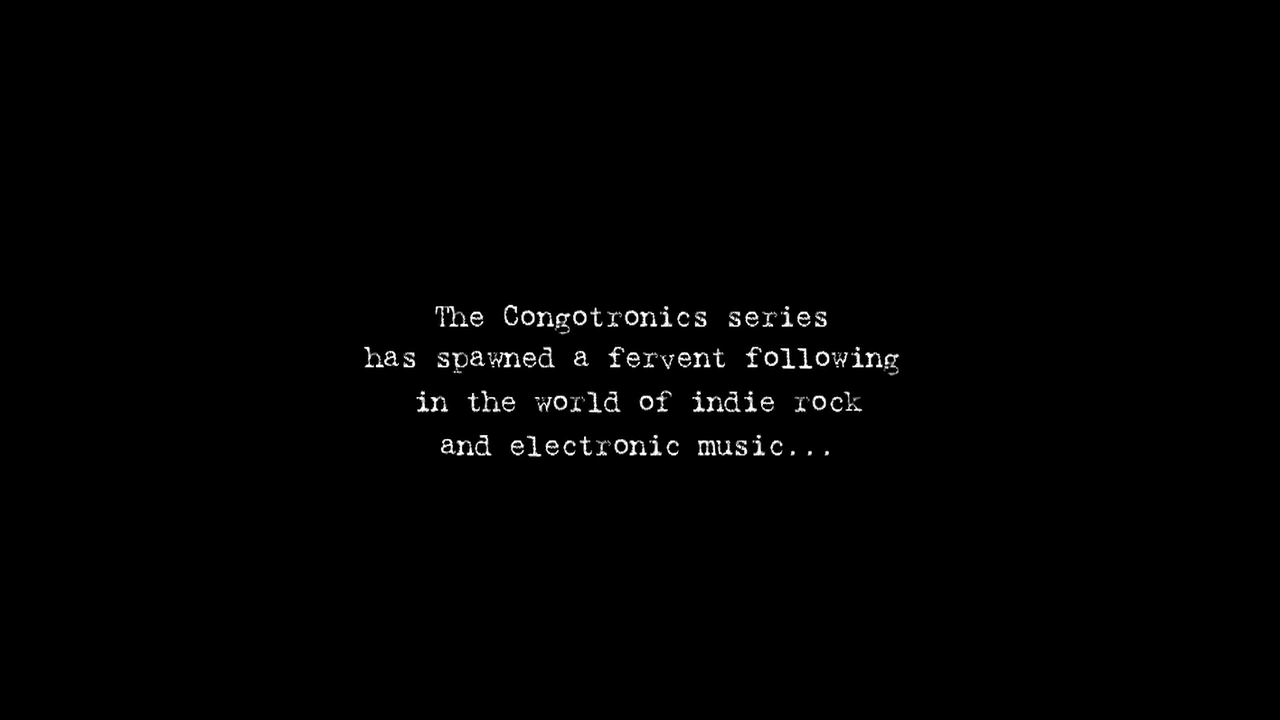 The Congotronics series
has spawned a fervent following
in the world of indie rock
and electronic music...